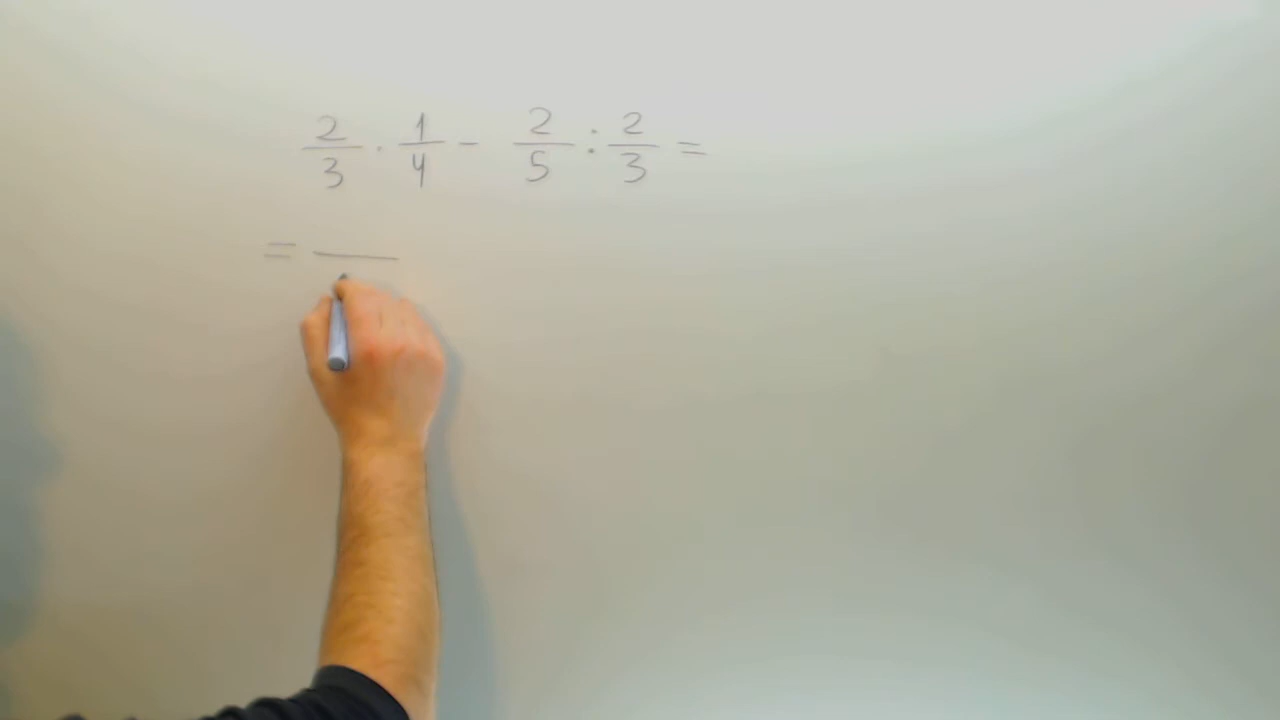 2/3 · 1/4 - 2/5 : 2/3 =
=